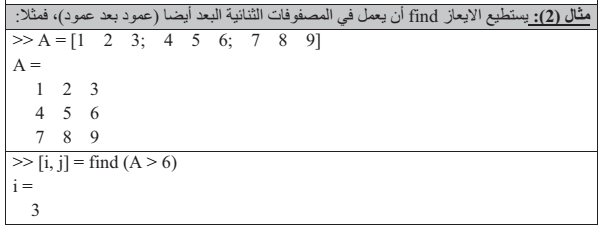 مثال (2): يستطيع الايعاز find أن يعمل في المصفوفات الثنائية البعد أيضا (عمود بعد عمود)، فمثلا:
>> A = [1 2 3; 4 5 6; 7 8 9]
A =
1 2 3
4 5 6
7 8 9
>> [i, j] = find (A > 6)
i =
3